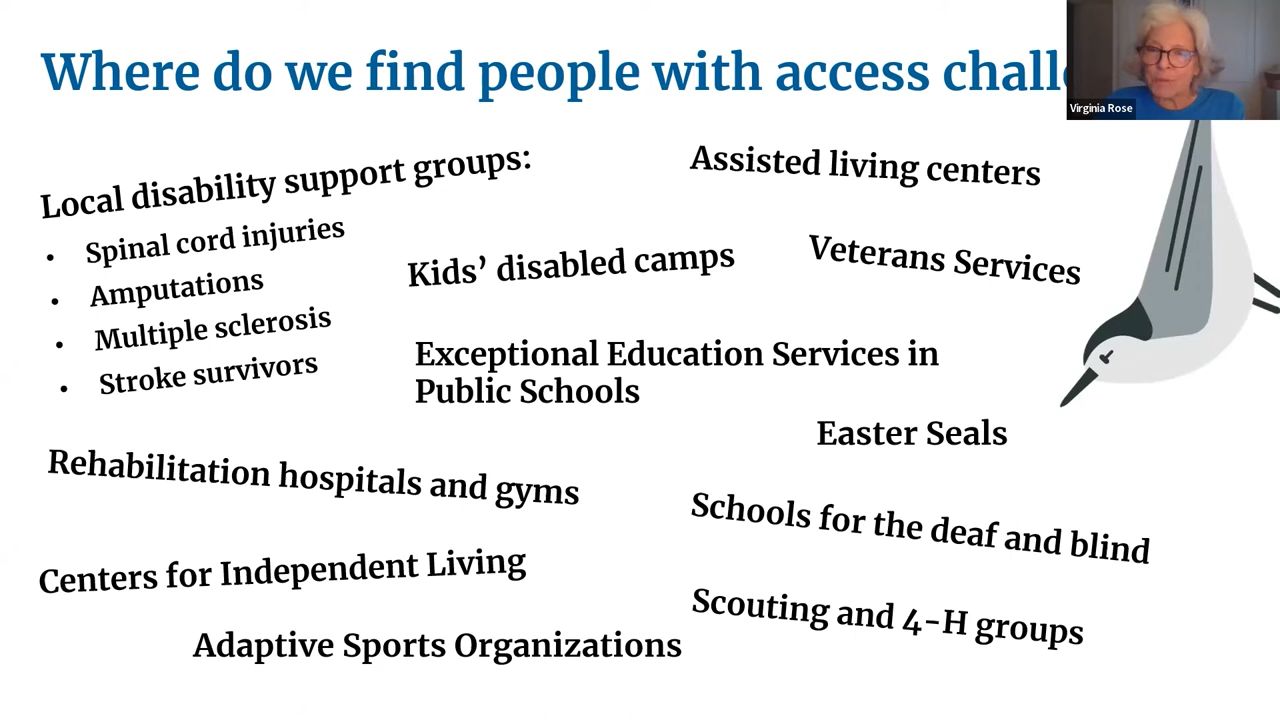 Where do we find people with access
Virginia Rose
Local disability support groups:
• Spinal cord injuries
• Amputations
• Multiple sclerosis
• Stroke survivors
Assisted living centers
Kids’ disabled camps
Veterans Services
Exceptional Education Services in
Public Schools
Easter Seals
Rehabilitation hospitals and gyms
Schools for the deaf and blind
Centers for Independent Living
Scouting and 4-H groups
Adaptive Sports Organizations